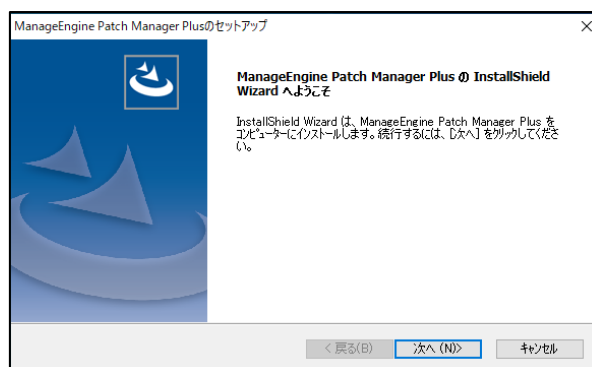 ManageEngine Patch Manager Plusのセットアップ
ManageEngine Patch Manager Plus の InstallShield
Wizard へようこそ
InstallShield Wizard は、ManageEngine Patch Manager Plus を
コンピューターにインストールします。続行するには、[次へ] をクリックしてくださ
い。
< 戻る(B)
次へ (N)>
キャンセル